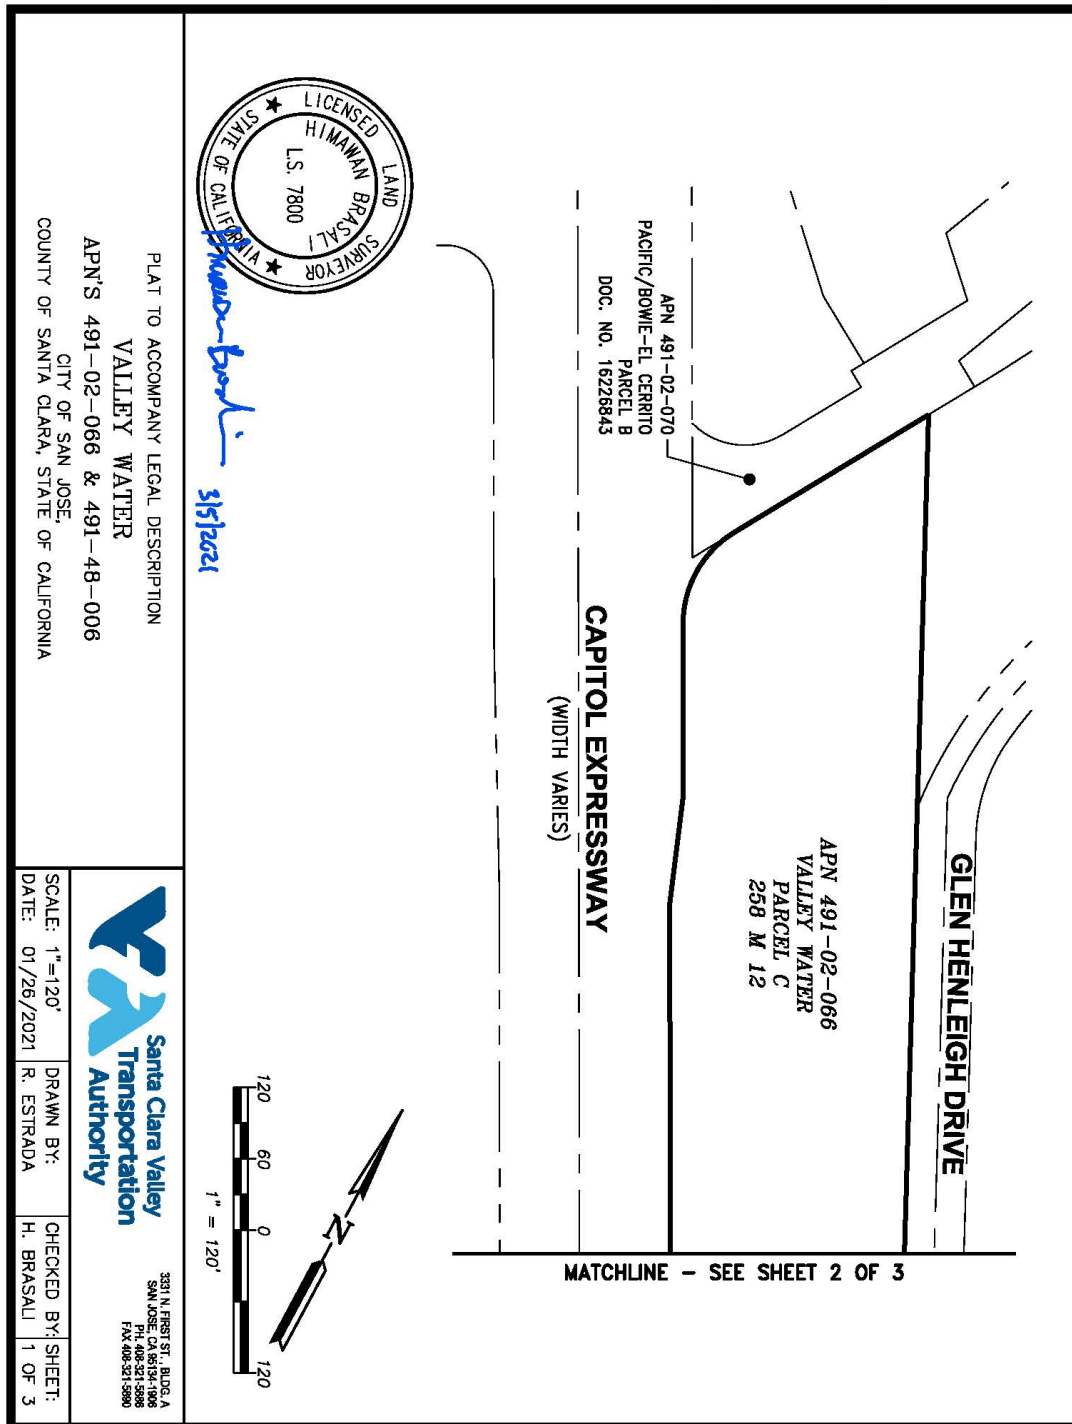 GLEN HENLEIGH DRIVE
APN 491-02-066
VALLEY WATER
PARCEL C
258 M 12
APN 491-02-070
PACIFIC/BOWIE-EL CERRITO
PARCEL B
DOC. NO. 16226843
CAPITOL EXPRESSWAY
(WIDTH VARIES)
MATCHLINE - SEE SHEET 2 OF 3
LICENSED LAND SURVEYOR
HIMAWAN BRASALI
L.S. 7800
STATE OF CALIFORNIA
3/5/2021
N
120 60 0 120
1" = 120'
PLAT TO ACCOMPANY LEGAL DESCRIPTION
VALLEY WATER
APN'S 491-02-066 & 491-48-006
CITY OF SAN JOSE,
COUNTY OF SANTA CLARA, STATE OF CALIFORNIA
Santa Clara Valley
Transportation
Authority
3331 N. FIRST ST., BLDG. A
SAN JOSE, CA 95134-1906
PH. 408-321-5886
FAX 408-321-5890
SCALE: 1"=120'
DATE: 01/26/2021
DRAWN BY:
R. ESTRADA
CHECKED BY:
H. BRASALI
SHEET:
1 OF 3